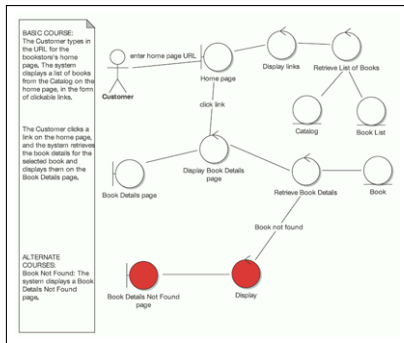 BASIC COURSE:
The Customer types in
the URL for the
bookstore's home
page. The system
displays a list of books
from the Catalog on the
home page, in the form
of clickable links.
The Customer clicks a
link on the home page,
and the system retrieves
the book details for the
selected book and
displays them on the
Book Details page.
ALTERNATE
COURSES:
Book Not Found: The
system displays a Book
Details Not Found
page.
Customer
enter home page URL
Home page
Display links
Retrieve List of Books
click link
Catalog
Book List
Book Details page
Display Book Details
page
Retrieve Book Details
Book
Book not found
Book Details Not Found
page
Display